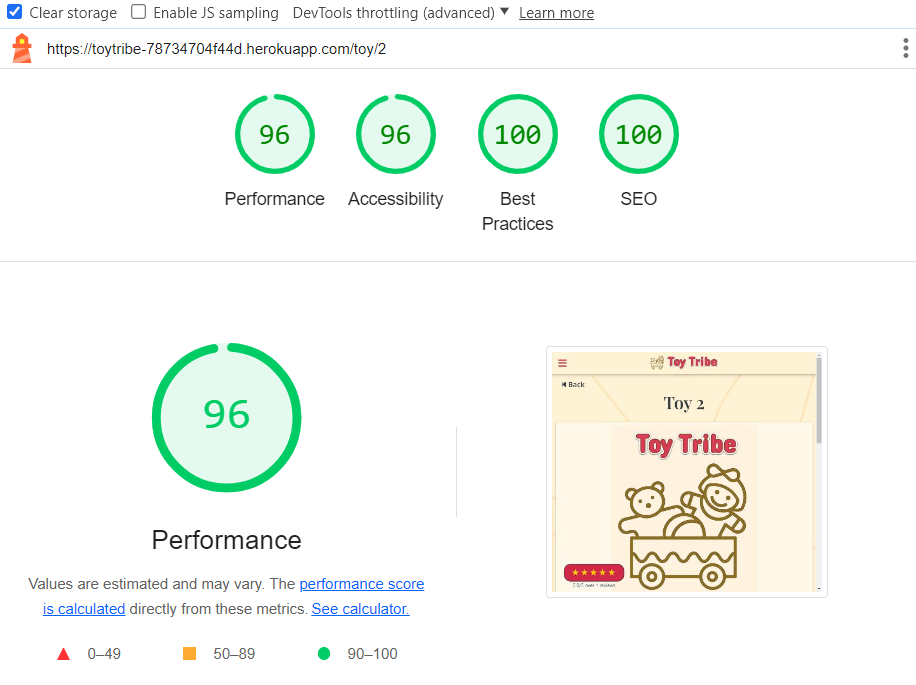 Clear storage Enable JS sampling DevTools throttling (advanced) Learn more
https://toytribe-78734704f44d.herokuapp.com/toy/2
96 96 100 100
Performance Accessibility Best Practices SEO
96
Performance
Values are estimated and may vary. The performance score
is calculated directly from these metrics. See calculator.
0–49 50–89 90–100
Toy Tribe
Back
Toy 2
Toy Tribe